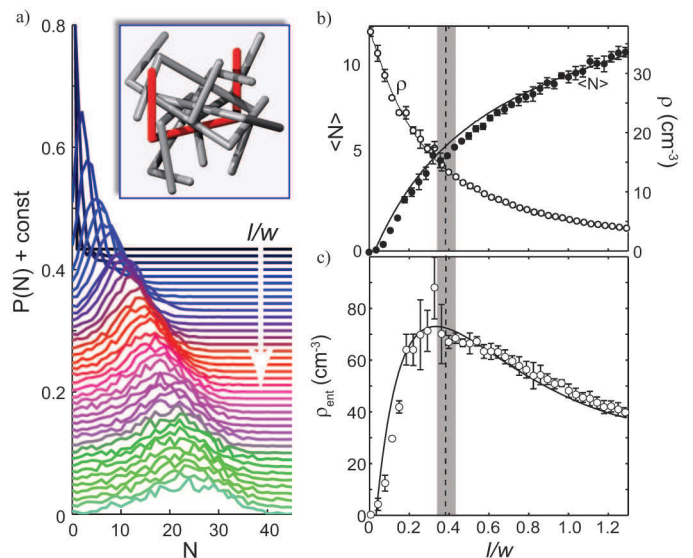 a)
0.8
0.6
0.4
0.2
0
P(N) + const
l/w
0 10 20 30 40
N
b)
10
5
0
<N>
ρ
<N>
30
20
10
0
ρ (cm-3)
c)
80
60
40
20
0
ρent (cm-3)
0 0.2 0.4 0.6 0.8 1.0 1.2
l/w